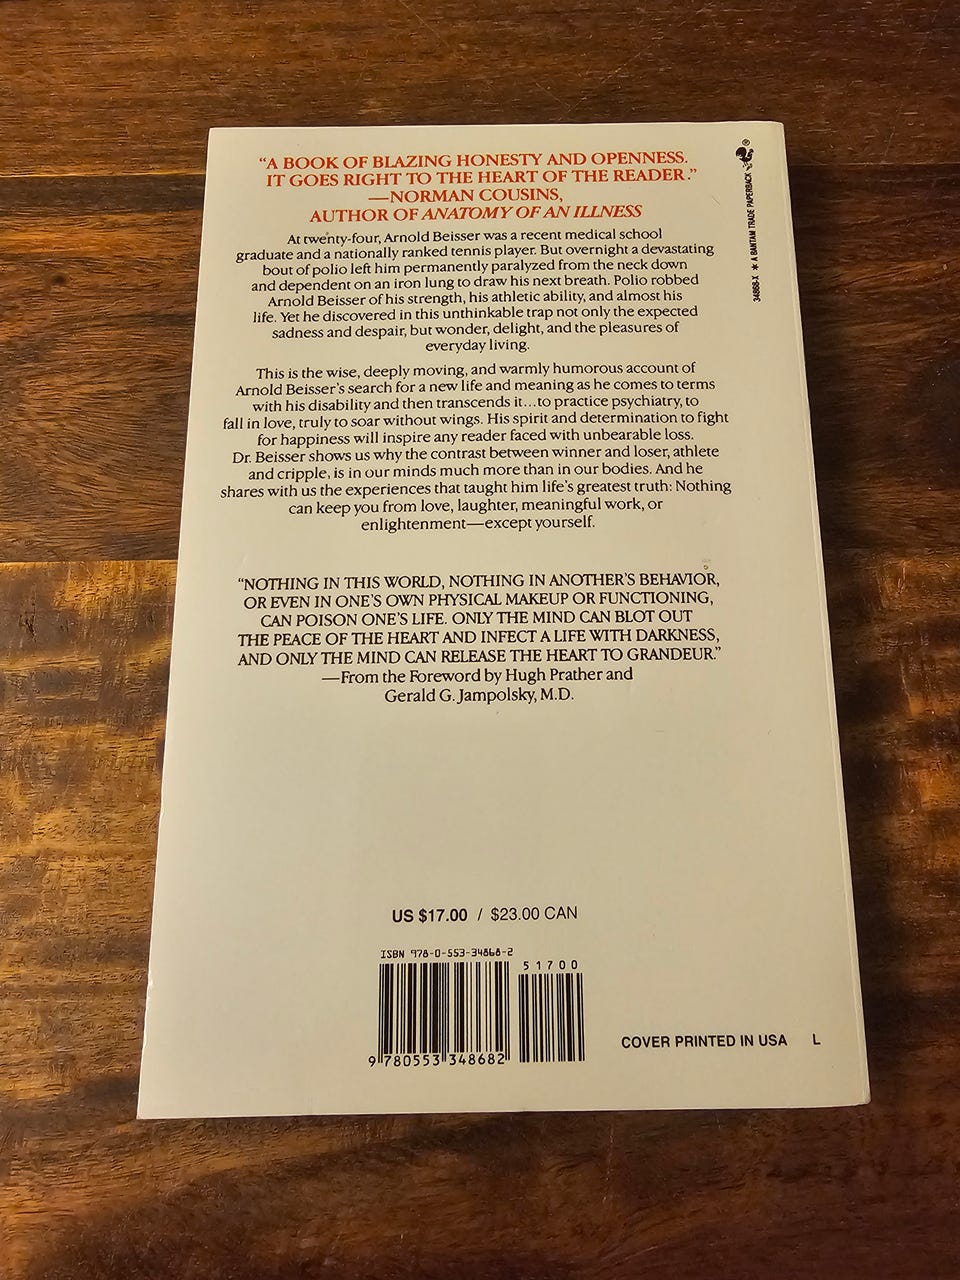 “A BOOK OF BLAZING HONESTY AND OPENNESS.
IT GOES RIGHT TO THE HEART OF THE READER.”
—NORMAN COUSINS,
AUTHOR OF ANATOMY OF AN ILLNESS
At twenty-four, Arnold Beisser was a recent medical school
graduate and a nationally ranked tennis player. But overnight a devastating
bout of polio left him permanently paralyzed from the neck down
and dependent on an iron lung to draw his next breath. Polio robbed
Arnold Beisser of his strength, his athletic ability, and almost his
life. Yet he discovered in this unthinkable trap not only the expected
sadness and despair, but wonder, delight, and the pleasures of
everyday living.
This is the wise, deeply moving, and warmly humorous account of
Arnold Beisser’s search for a new life and meaning as he comes to terms
with his disability and then transcends it...to practice psychiatry, to
fall in love, truly to soar without wings. His spirit and determination to fight
for happiness will inspire any reader faced with unbearable loss.
Dr. Beisser shows us why the contrast between winner and loser, athlete
and cripple, is in our minds much more than in our bodies. And he
shares with us the experiences that taught him life’s greatest truth: Nothing
can keep you from love, laughter, meaningful work, or
enlightenment—except yourself.
“NOTHING IN THIS WORLD, NOTHING IN ANOTHER’S BEHAVIOR,
OR EVEN IN ONE’S OWN PHYSICAL MAKEUP OR FUNCTIONING,
CAN POISON ONE’S LIFE. ONLY THE MIND CAN BLOT OUT
THE PEACE OF THE HEART AND INFECT A LIFE WITH DARKNESS,
AND ONLY THE MIND CAN RELEASE THE HEART TO GRANDEUR.”
—From the Foreword by Hugh Prather and
Gerald G. Jampolsky, M.D.
34868-X ★ A BANTAM TRADE PAPERBACK ®
US $17.00 / $23.00 CAN
ISBN 978-0-553-34868-2
51700
9 780553 348682
COVER PRINTED IN USA L